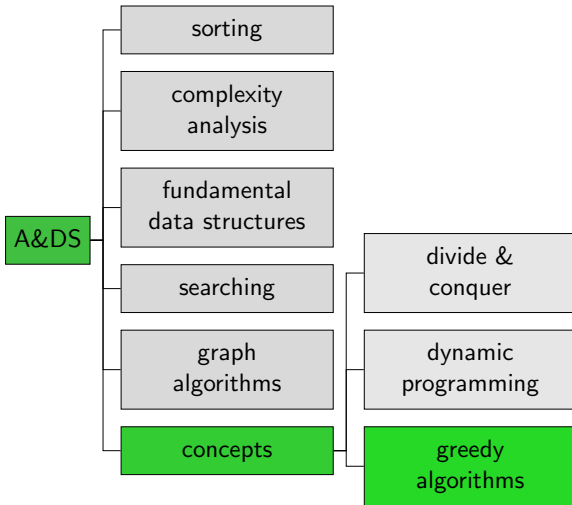 sorting
complexity
analysis
fundamental
data structures
A&DS
searching
graph
algorithms
concepts
divide &
conquer
dynamic
programming
greedy
algorithms